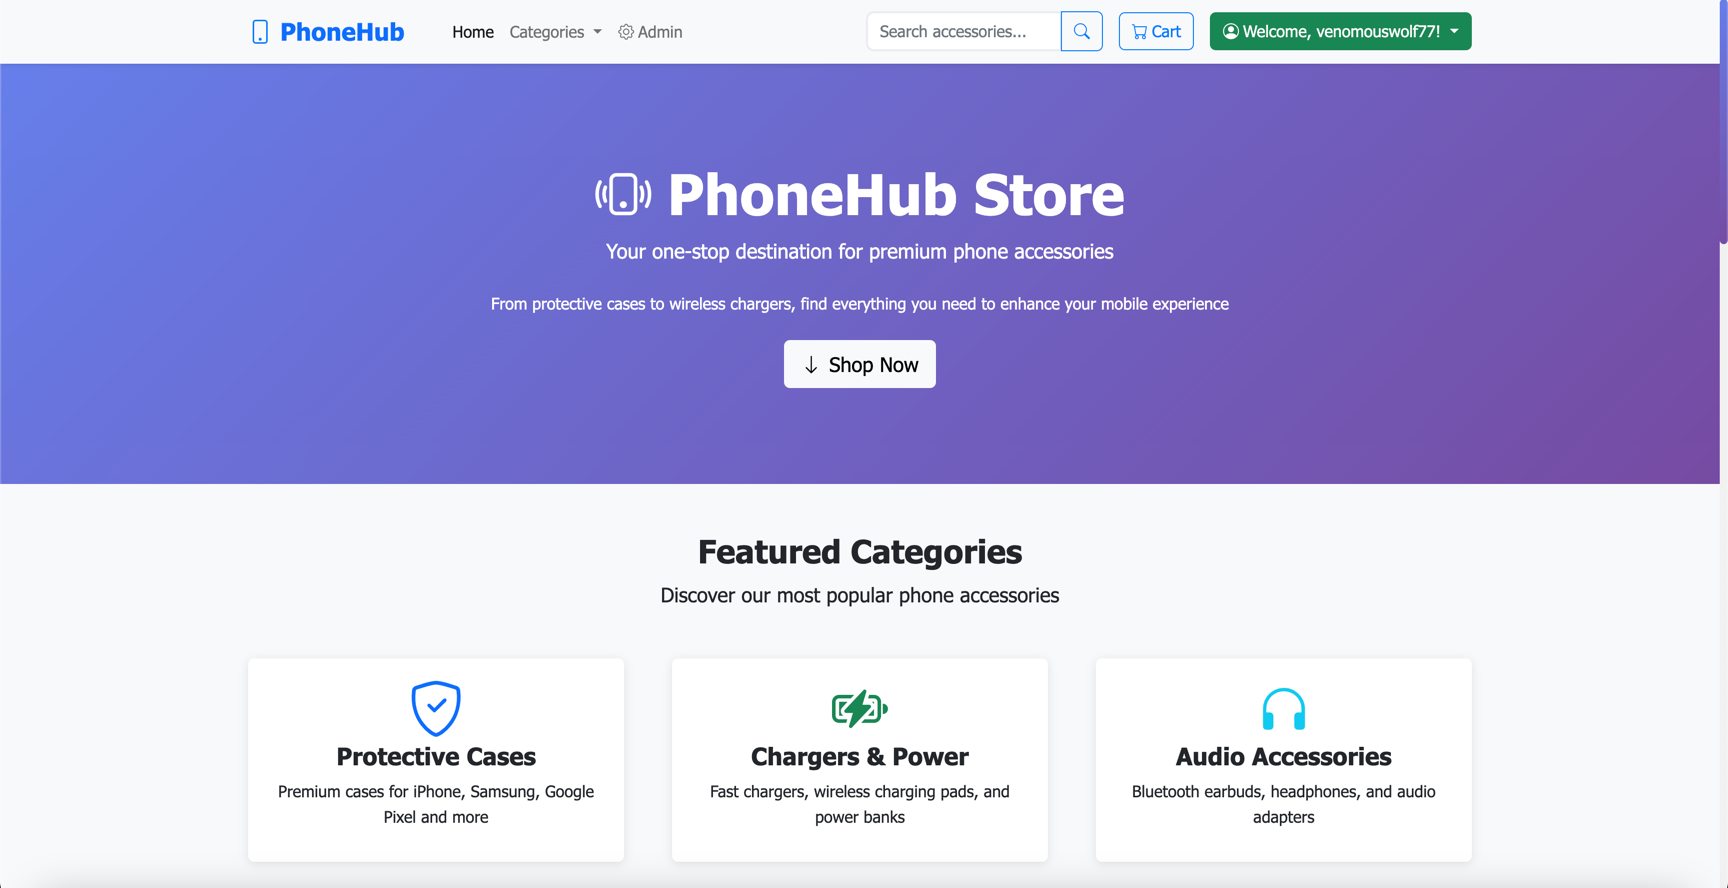 PhoneHub
Home
Categories
Admin
Search accessories...
Cart
Welcome, venomouswolf77!
PhoneHub Store
Your one-stop destination for premium phone accessories
From protective cases to wireless chargers, find everything you need to enhance your mobile experience
Shop Now
Featured Categories
Discover our most popular phone accessories
Protective Cases
Premium cases for iPhone, Samsung, Google
Pixel and more
Chargers & Power
Fast chargers, wireless charging pads, and
power banks
Audio Accessories
Bluetooth earbuds, headphones, and audio
adapters